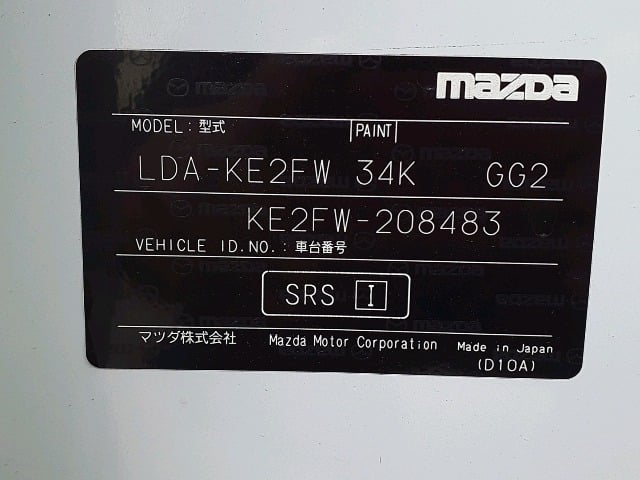 mazda
MODEL: 型式 PAINT
LDA-KE2FW 34K GG2
KE2FW-208483
VEHICLE ID.NO.: 車台番号
SRS I
マツダ株式会社 Mazda Motor Corporation Made in Japan
(D10A)